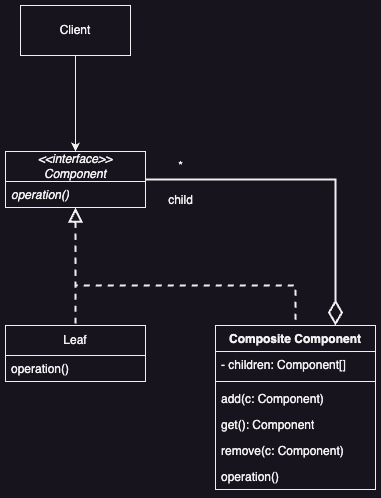 Client
<<interface>>
Component
operation()
*
child
Leaf
operation()
Composite Component
- children: Component[]
add(c: Component)
get(): Component
remove(c: Component)
operation()